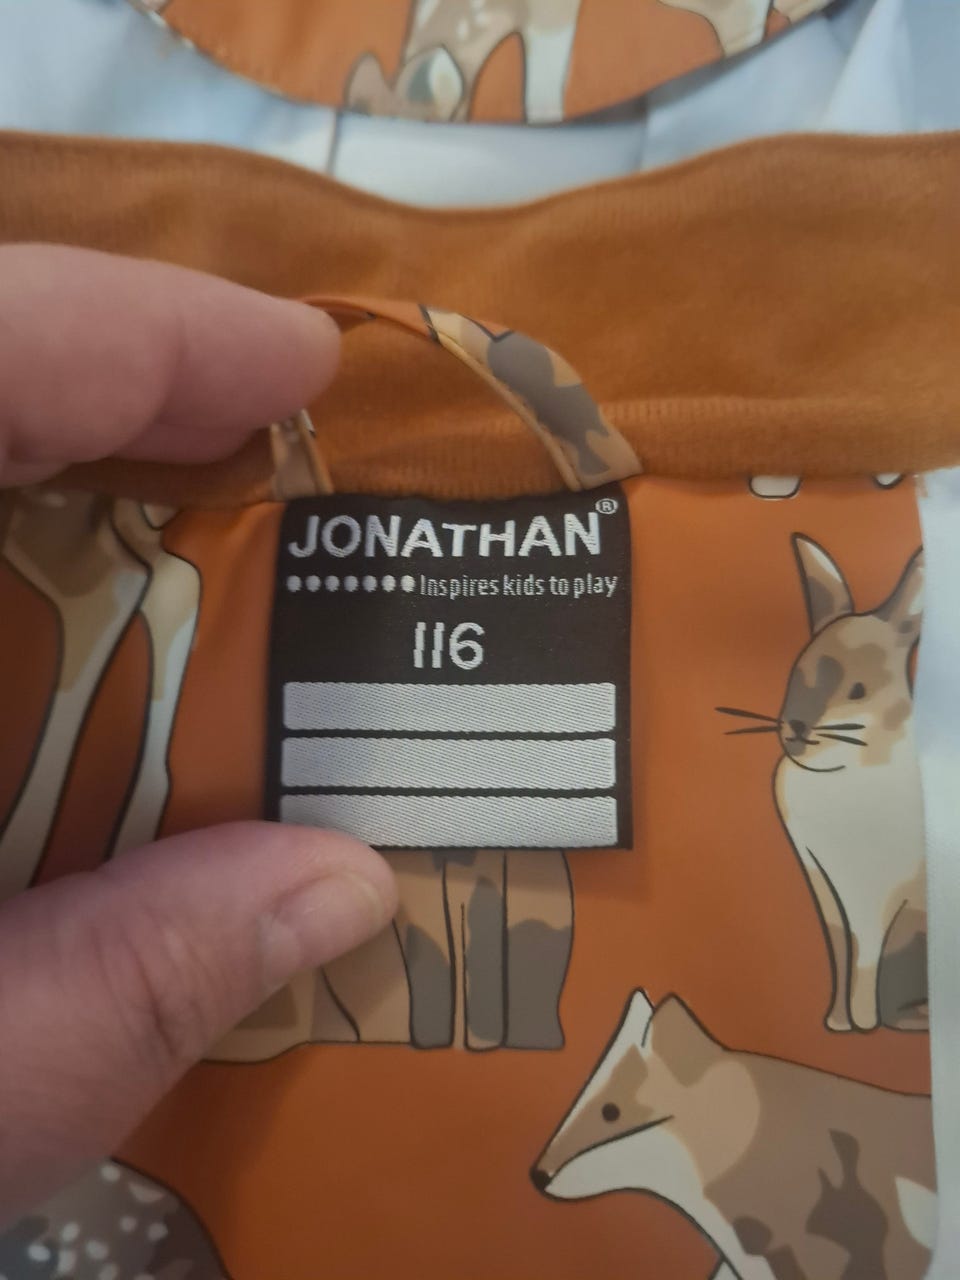 JONATHAN®
Inspires kids to play
116